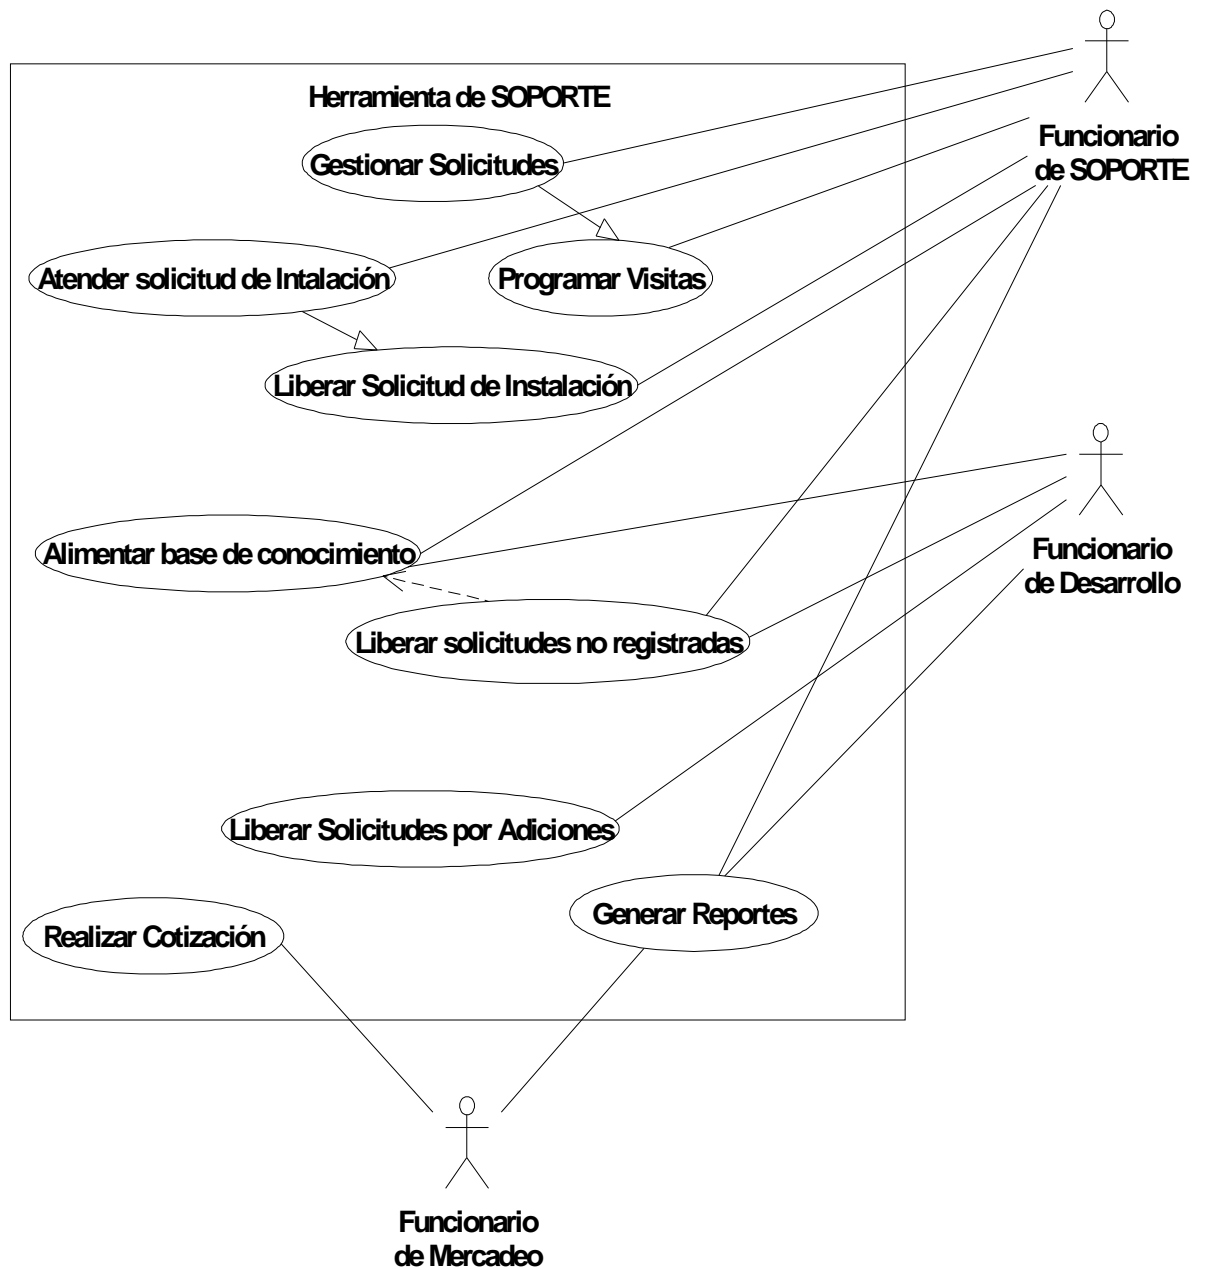 Herramienta de SOPORTE
Gestionar Solicitudes
Funcionario
de SOPORTE
Atender solicitud de Intalación
Programar Visitas
Liberar Solicitud de Instalación
Alimentar base de conocimiento
Funcionario
de Desarrollo
Liberar solicitudes no registradas
Liberar Solicitudes por Adiciones
Generar Reportes
Realizar Cotización
Funcionario
de Mercadeo